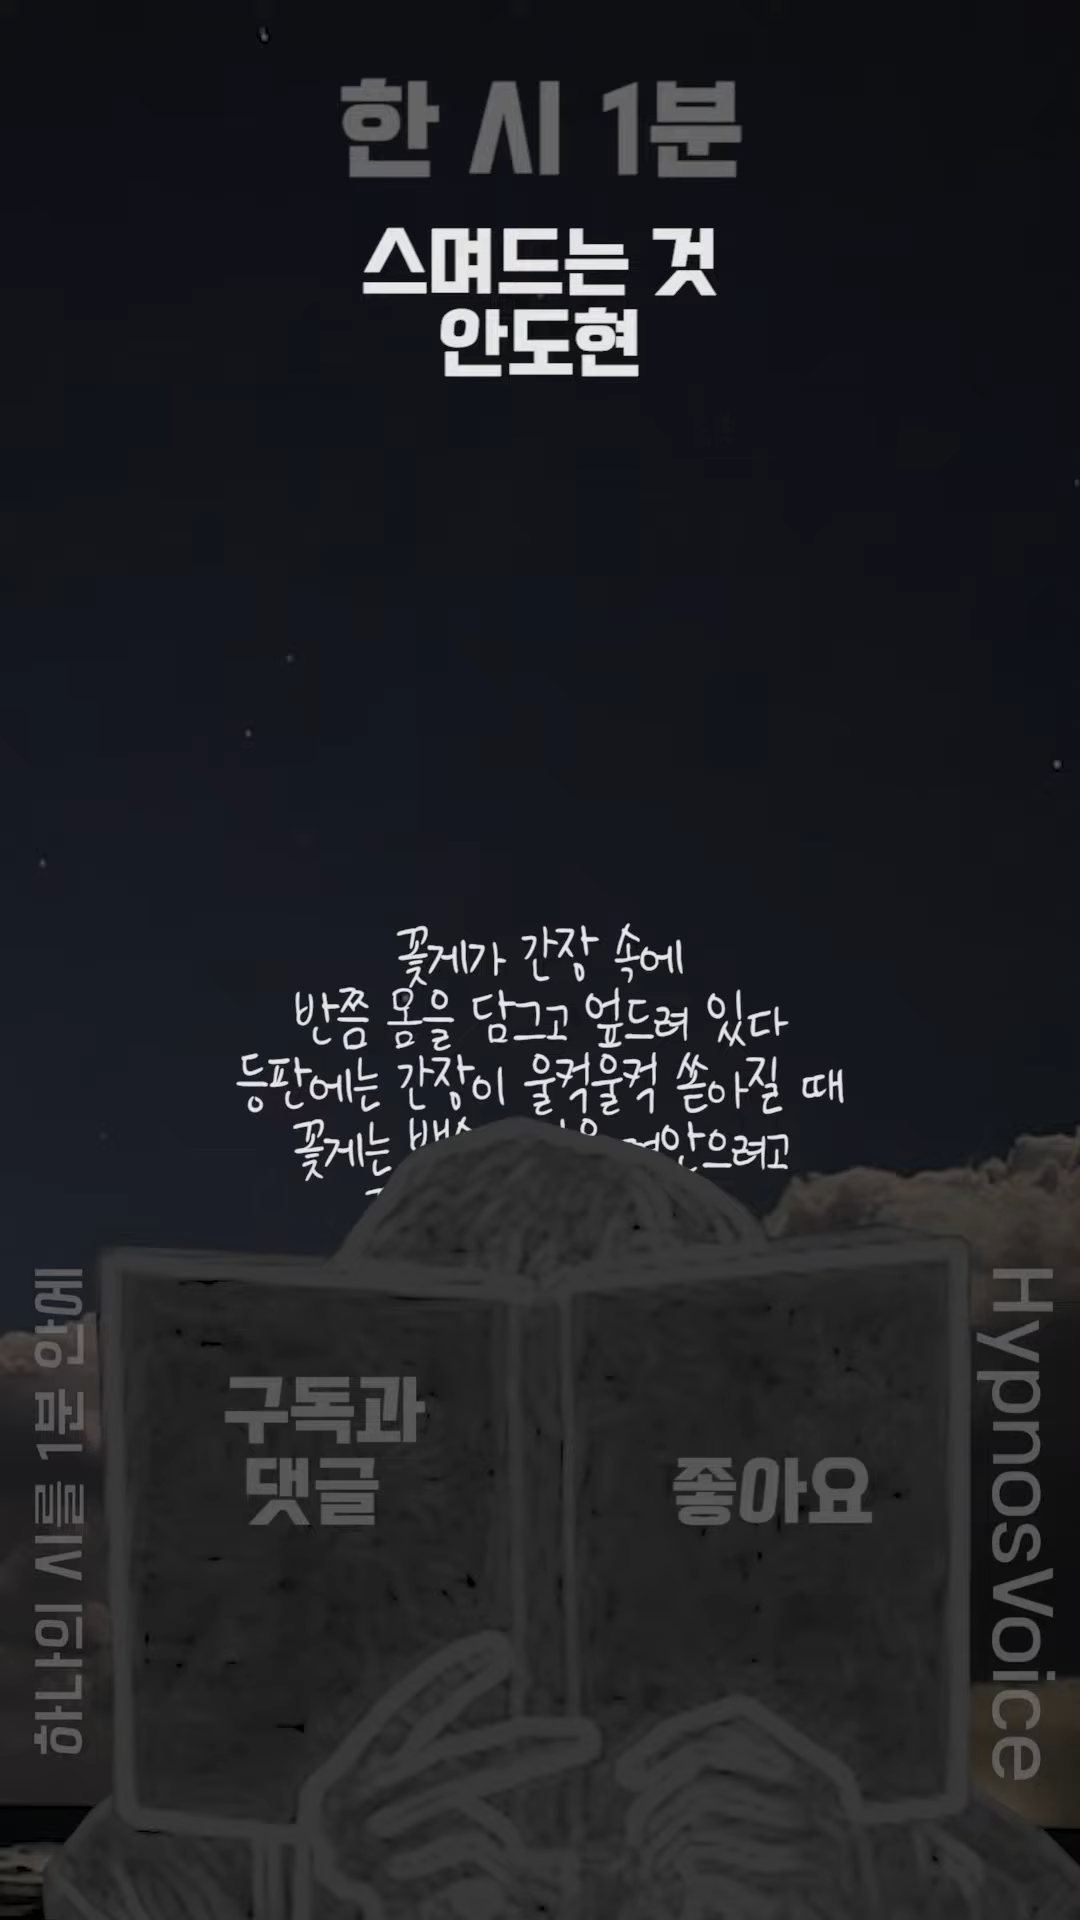 한 시 1분
스며드는 것
안도현
꽃게가 간장 속에
반쯤 몸을 담그고 엎드려 있다
등판에는 간장이 울컥울컥 쏟아질 때
꽃게는
하나의 시를 1분 안에
HypnosVoice
구독과
댓글
좋아요